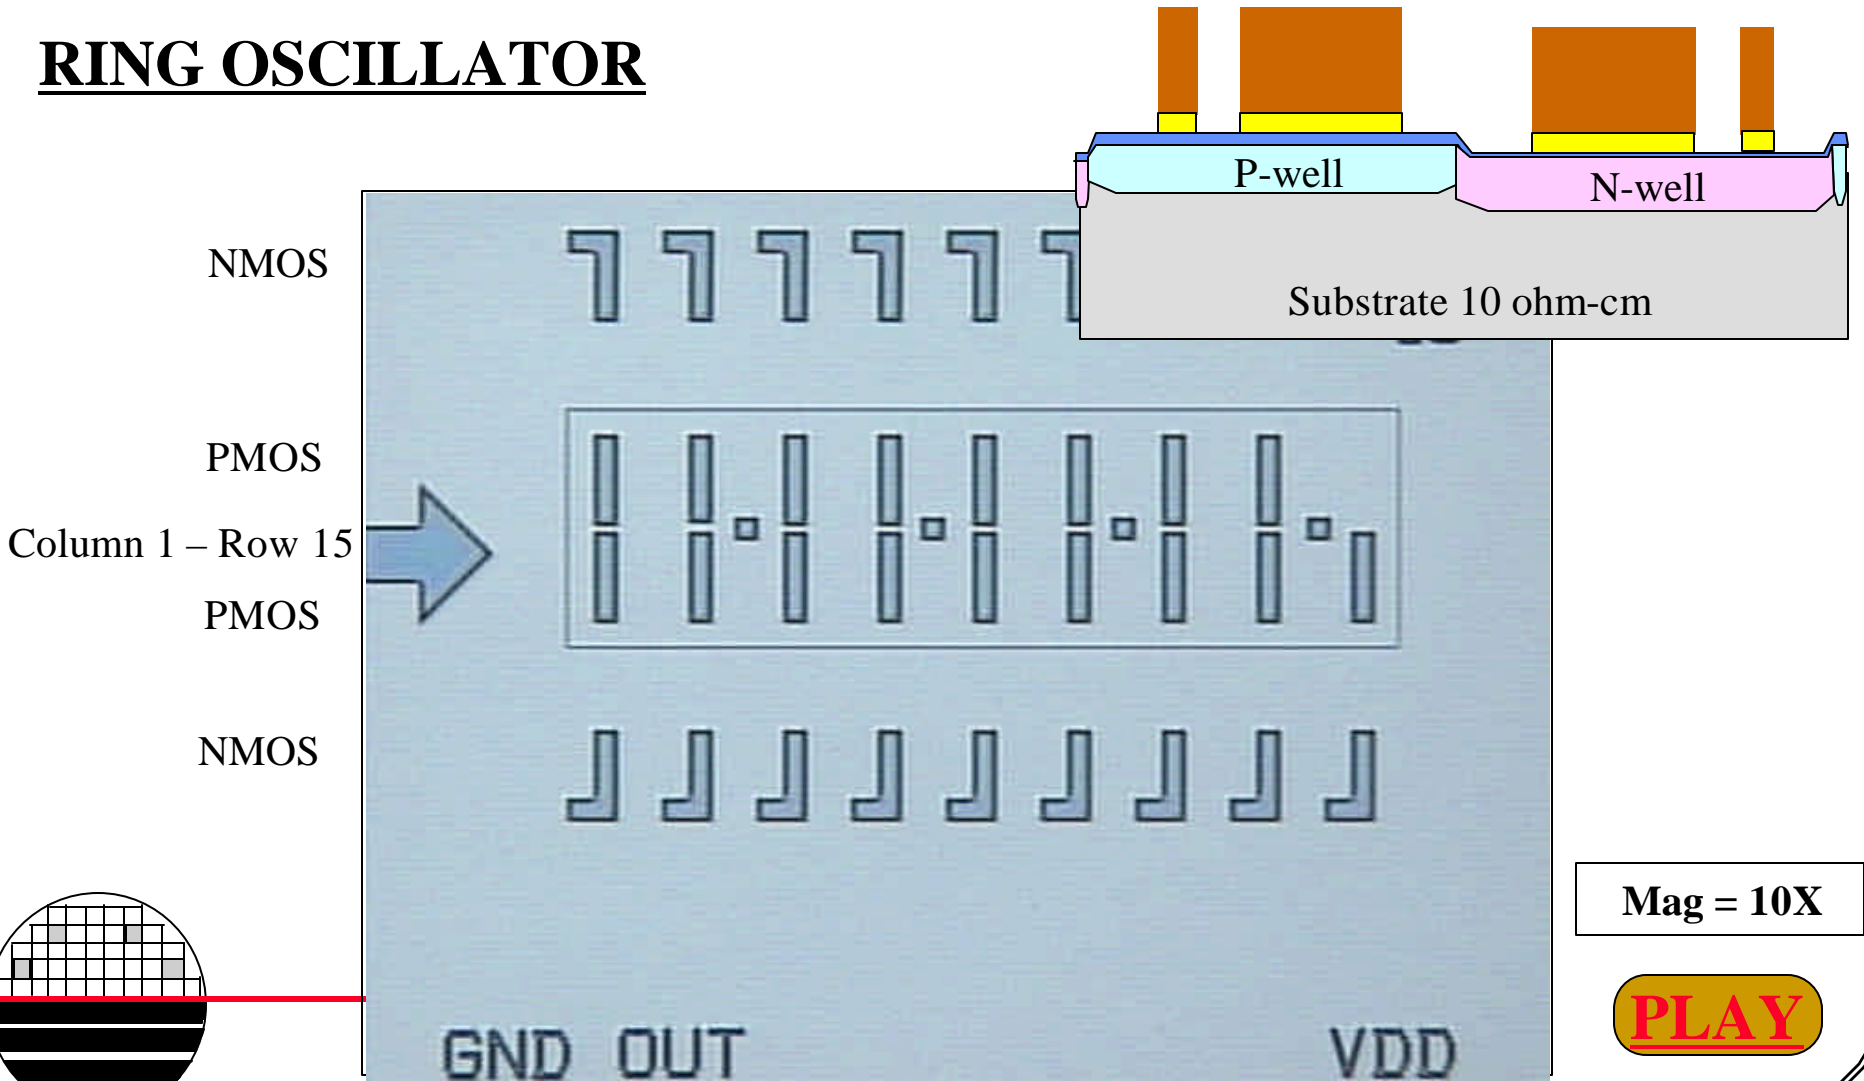 RING OSCILLATOR
P-well
N-well
NMOS
Substrate 10 ohm-cm
PMOS
Column 1 – Row 15
PMOS
NMOS
Mag = 10X
PLAY
GND OUT VDD